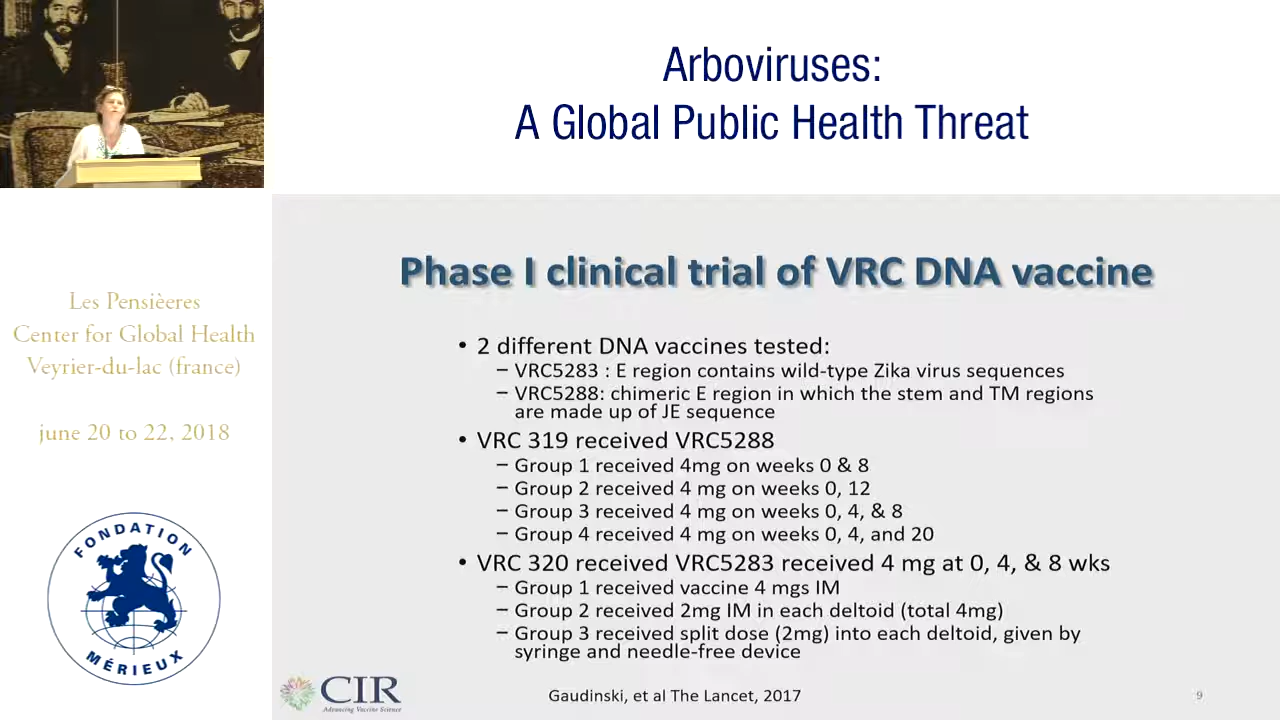 Arboviruses:
A Global Public Health Threat
Les Pensièeres
Center for Global Health
Veyrier-du-lac (france)
june 20 to 22, 2018
FONDATION
MÉRIEUX
Phase I clinical trial of VRC DNA vaccine
• 2 different DNA vaccines tested:
– VRC5283 : E region contains wild-type Zika virus sequences
– VRC5288: chimeric E region in which the stem and TM regions
are made up of JE sequence
• VRC 319 received VRC5288
– Group 1 received 4mg on weeks 0 & 8
– Group 2 received 4 mg on weeks 0, 12
– Group 3 received 4 mg on weeks 0, 4, & 8
– Group 4 received 4 mg on weeks 0, 4, and 20
• VRC 320 received VRC5283 received 4 mg at 0, 4, & 8 wks
– Group 1 received vaccine 4 mgs IM
– Group 2 received 2mg IM in each deltoid (total 4mg)
– Group 3 received split dose (2mg) into each deltoid, given by
syringe and needle-free device
CIR
Advancing Vaccine Science
Gaudinski, et al The Lancet, 2017
9